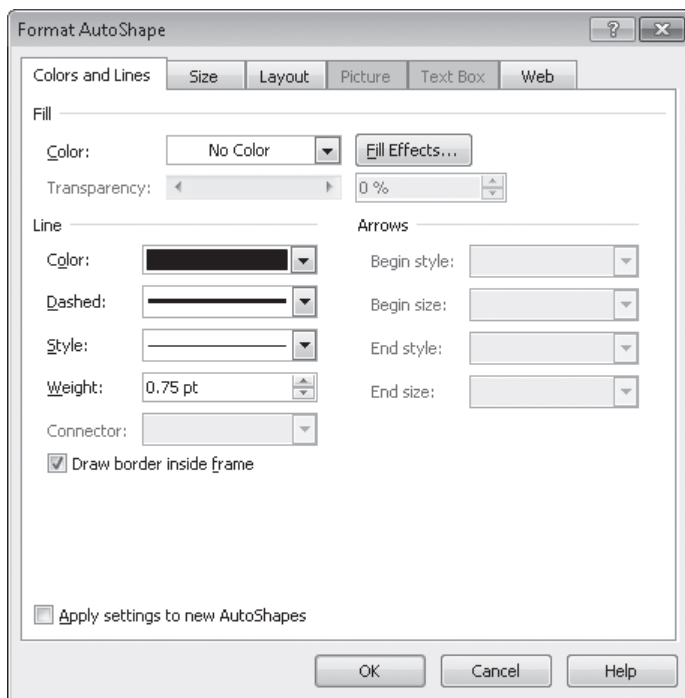 Format AutoShape
Colors and Lines Size Layout Picture Text Box Web
Fill
Color: No Color Fill Effects...
Transparency: 0 %
Line Arrows
Color: Begin style:
Dashed: Begin size:
Style: End style:
Weight: 0.75 pt End size:
Connector:
Draw border inside frame
Apply settings to new AutoShapes
OK Cancel Help